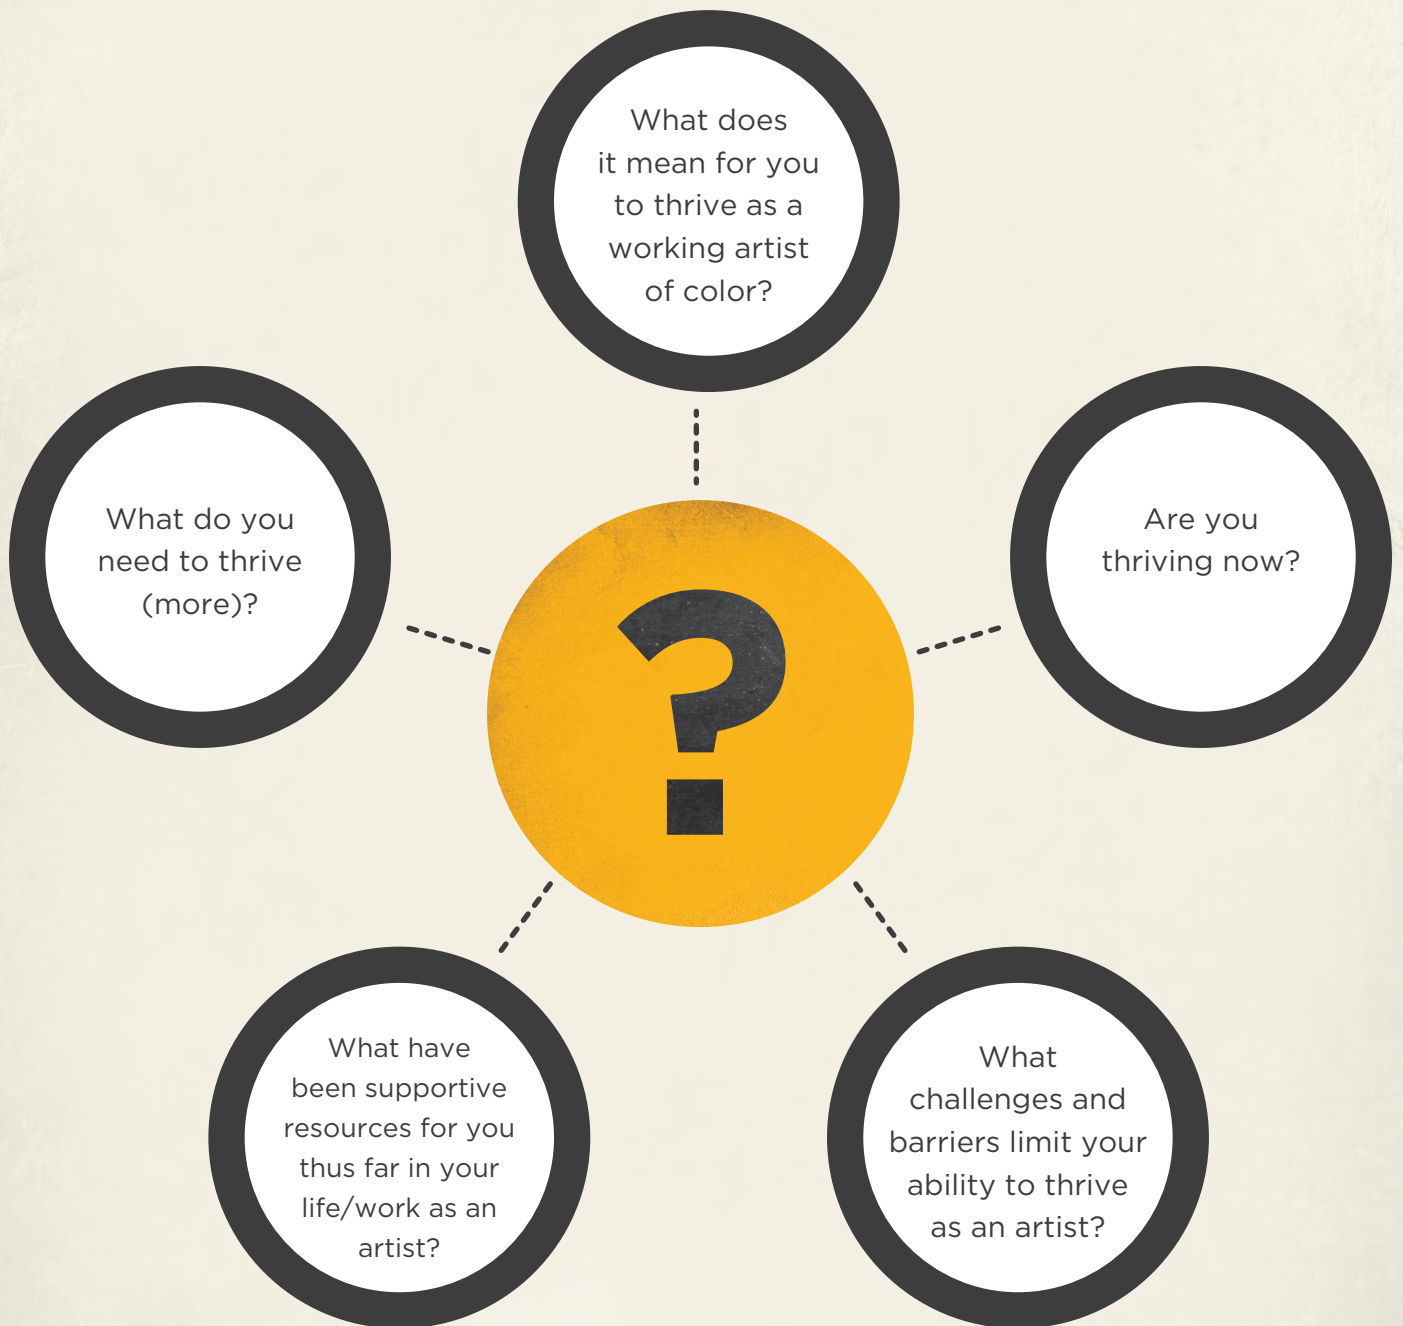 What does
it mean for you
to thrive as a
working artist
of color?
Are you
thriving now?
What
challenges and
barriers limit your
ability to thrive
as an artist?
What have
been supportive
resources for you
thus far in your
life/work as an
artist?
What do you
need to thrive
(more)?
?